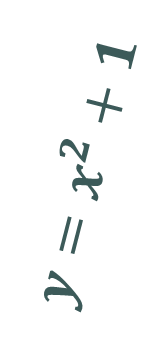 y = x² + 1